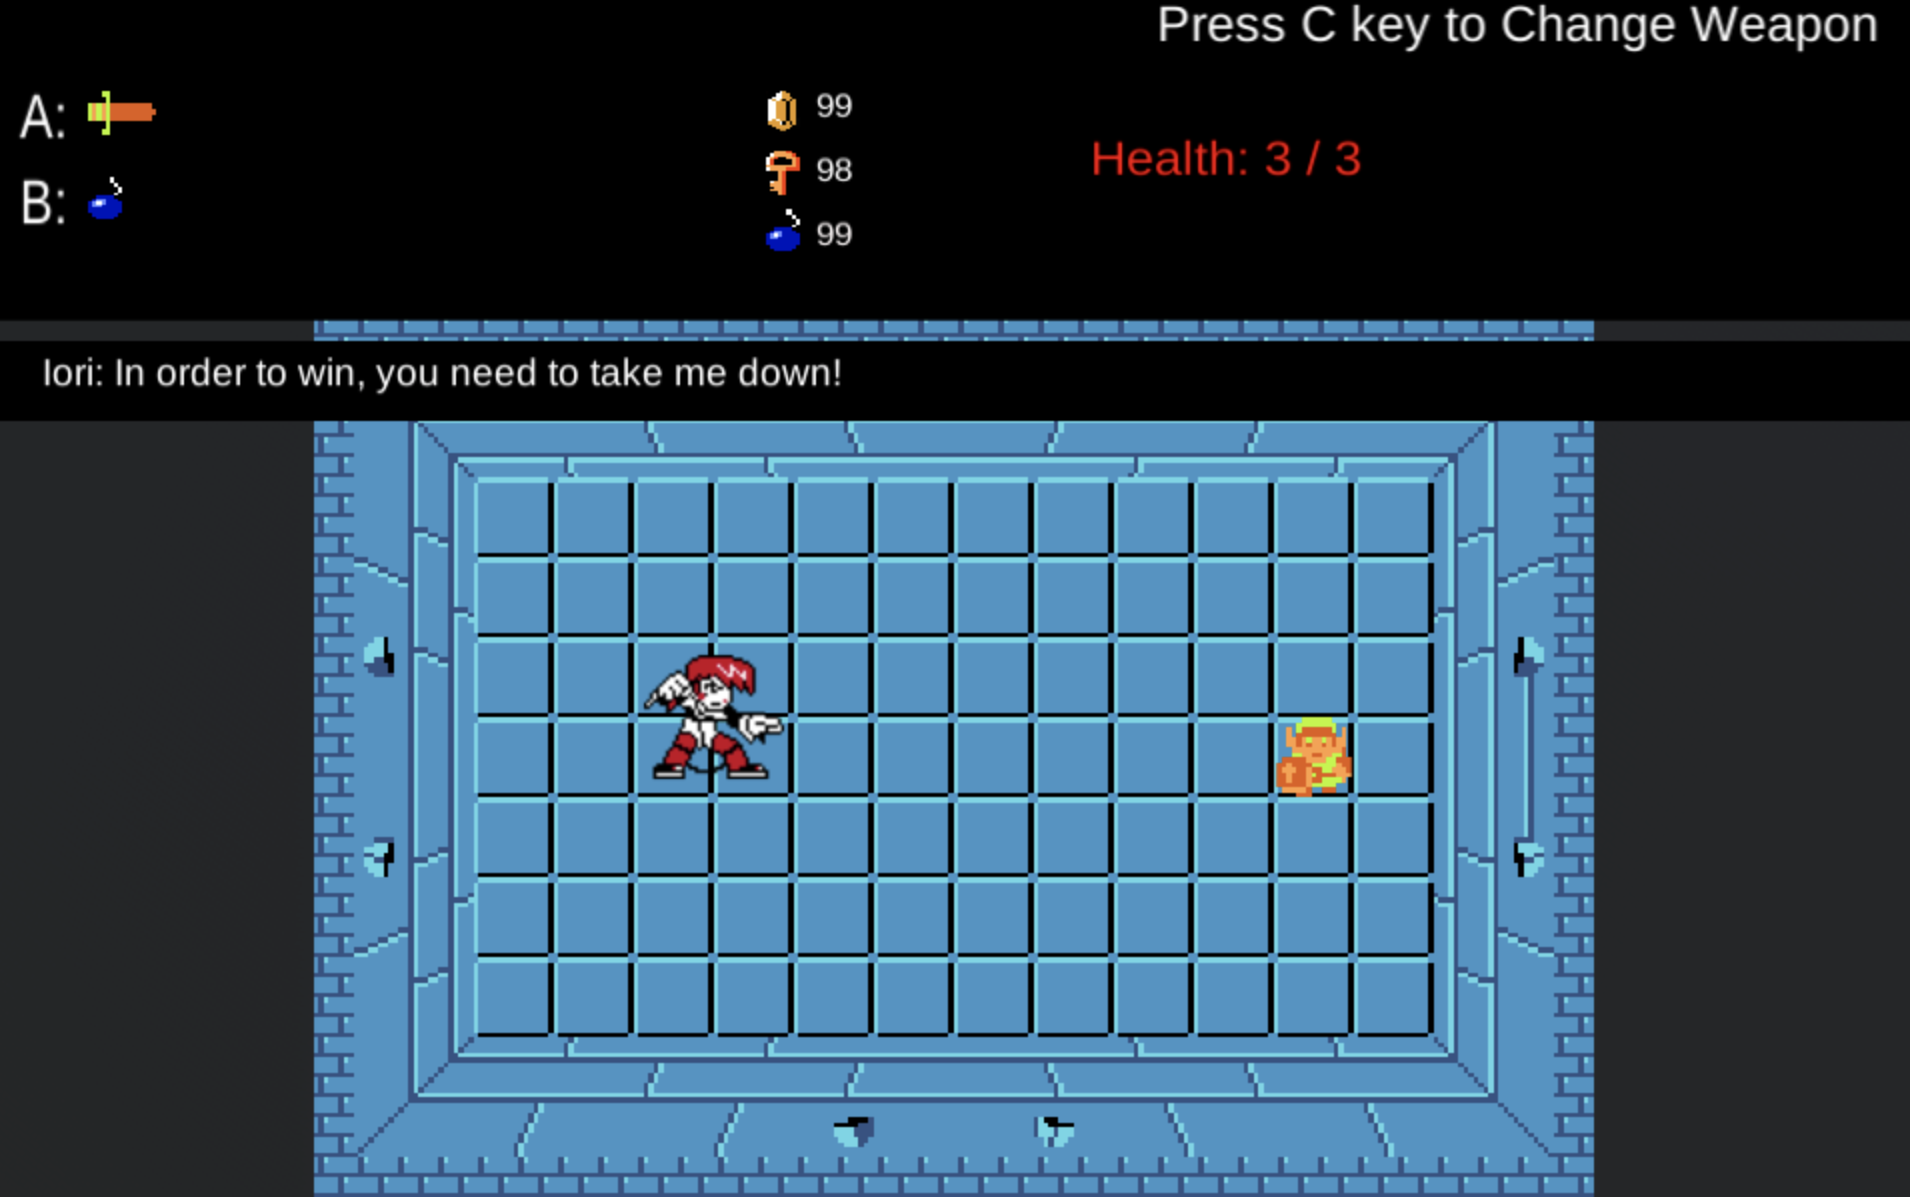 Press C key to Change Weapon
A:
B:
99
98
99
Health: 3 / 3
Iori: In order to win, you need to take me down!